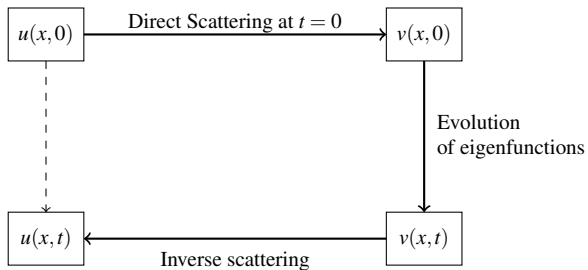 u(x,0)
Direct Scattering at t = 0
v(x,0)
Evolution
of eigenfunctions
u(x,t)
Inverse scattering
v(x,t)